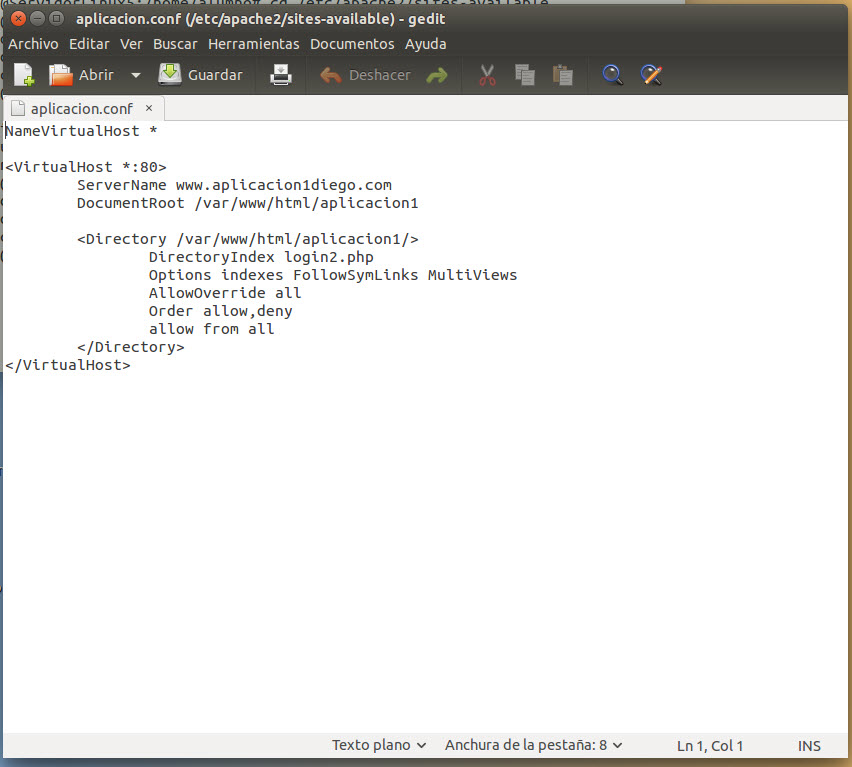 aplicacion.conf (/etc/apache2/sites-available) - gedit
Archivo Editar Ver Buscar Herramientas Documentos Ayuda
Abrir Guardar Deshacer
aplicacion.conf ×
NameVirtualHost *
<VirtualHost *:80>
ServerName www.aplicacion1diego.com
DocumentRoot /var/www/html/aplicacion1
<Directory /var/www/html/aplicacion1/>
DirectoryIndex login2.php
Options indexes FollowSymLinks MultiViews
AllowOverride all
Order allow,deny
allow from all
</Directory>
</VirtualHost>
Texto plano Anchura de la pestaña: 8 Ln 1, Col 1 INS